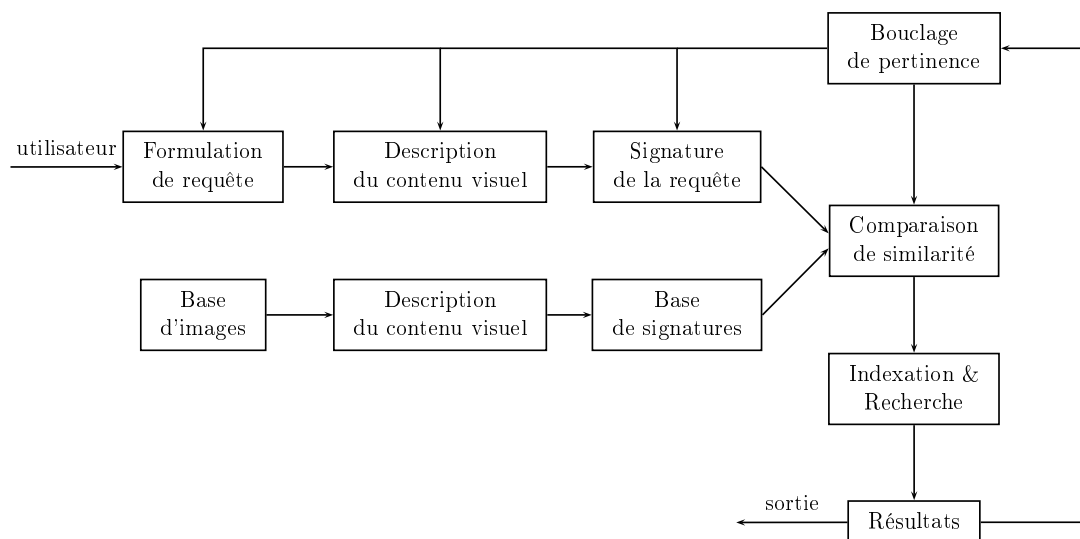 Bouclage
de pertinence
utilisateur
Formulation
de requête
Description
du contenu visuel
Signature
de la requête
Comparaison
de similarité
Base
d'images
Description
du contenu visuel
Base
de signatures
Indexation &
Recherche
sortie
Résultats